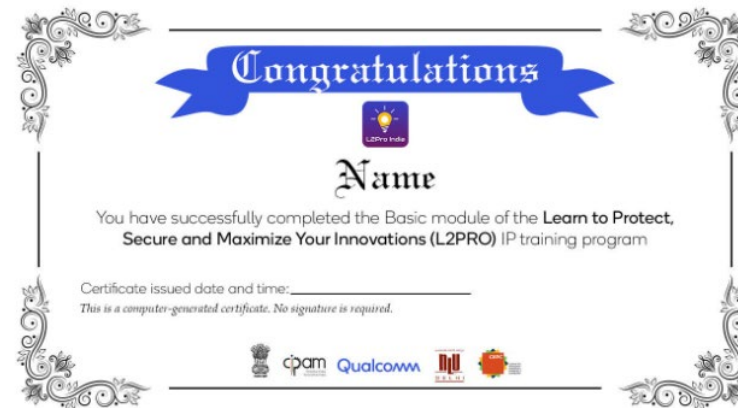 Congratulations
L2Pro India
Name
You have successfully completed the Basic module of the Learn to Protect,
Secure and Maximize Your Innovations (L2PRO) IP training program
Certificate issued date and time:
This is a computer-generated certificate. No signature is required.
cipam Qualcomm NLU
DELHI